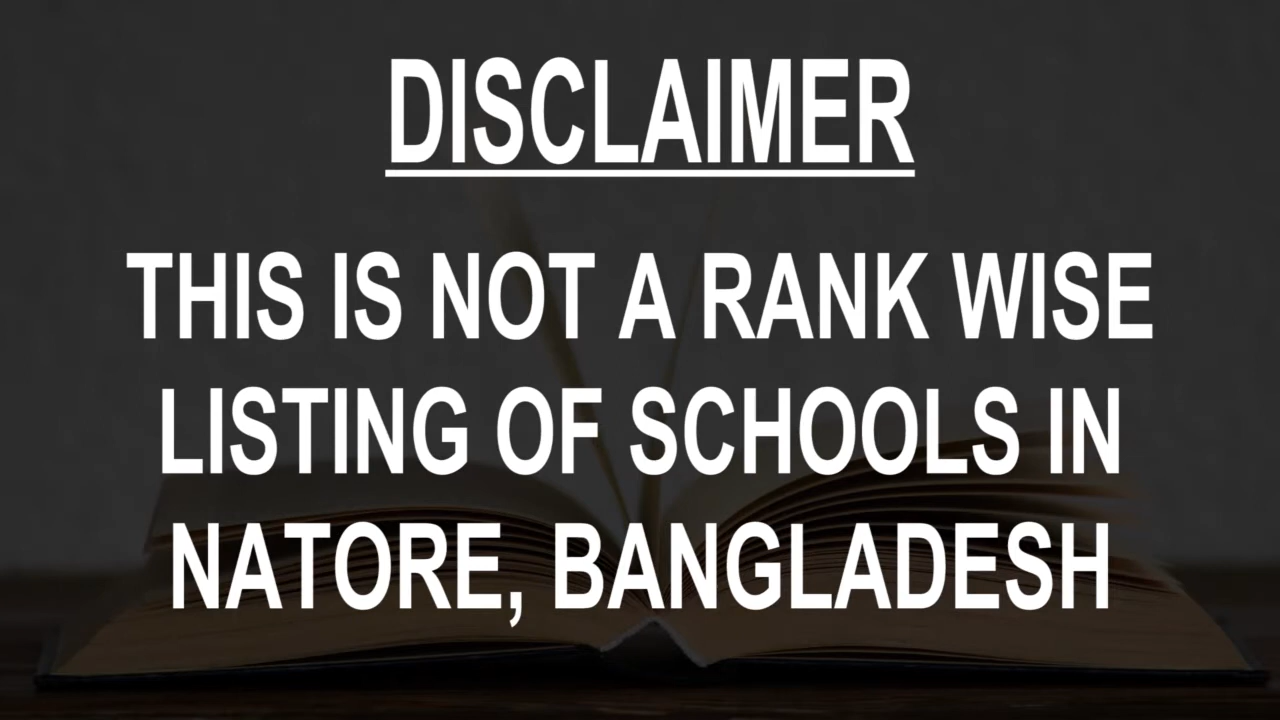 DISCLAIMER
THIS IS NOT A RANK WISE
LISTING OF SCHOOLS IN
NATORE, BANGLADESH